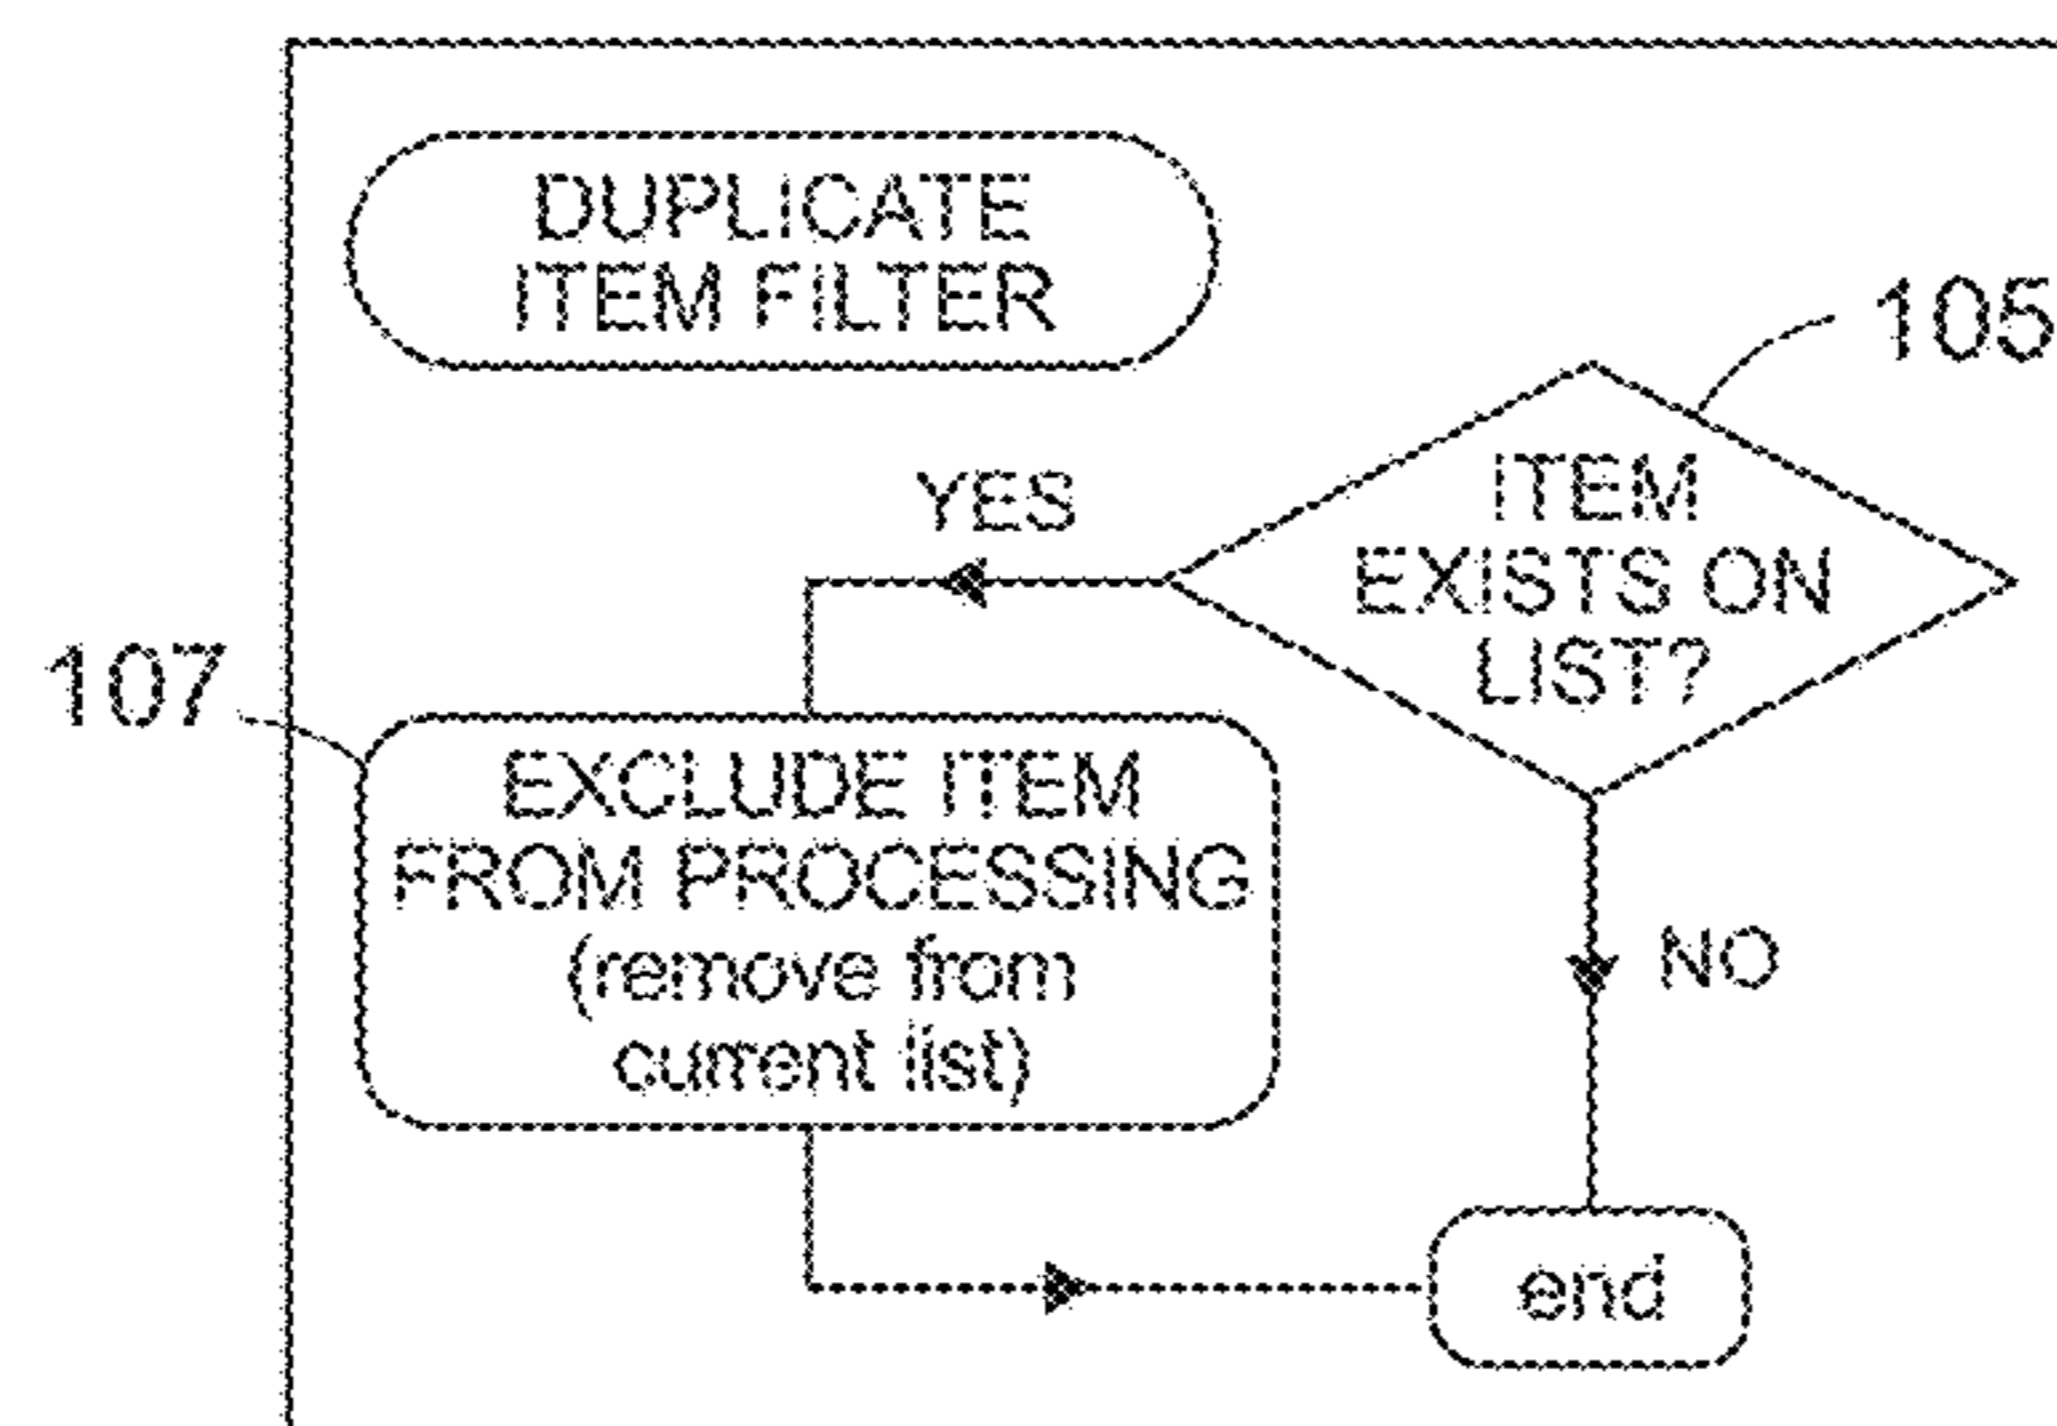 DUPLICATE
ITEM FILTER
105
ITEM
EXISTS ON
LIST?
YES
107
EXCLUDE ITEM
FROM PROCESSING
(remove from
current list)
NO
end